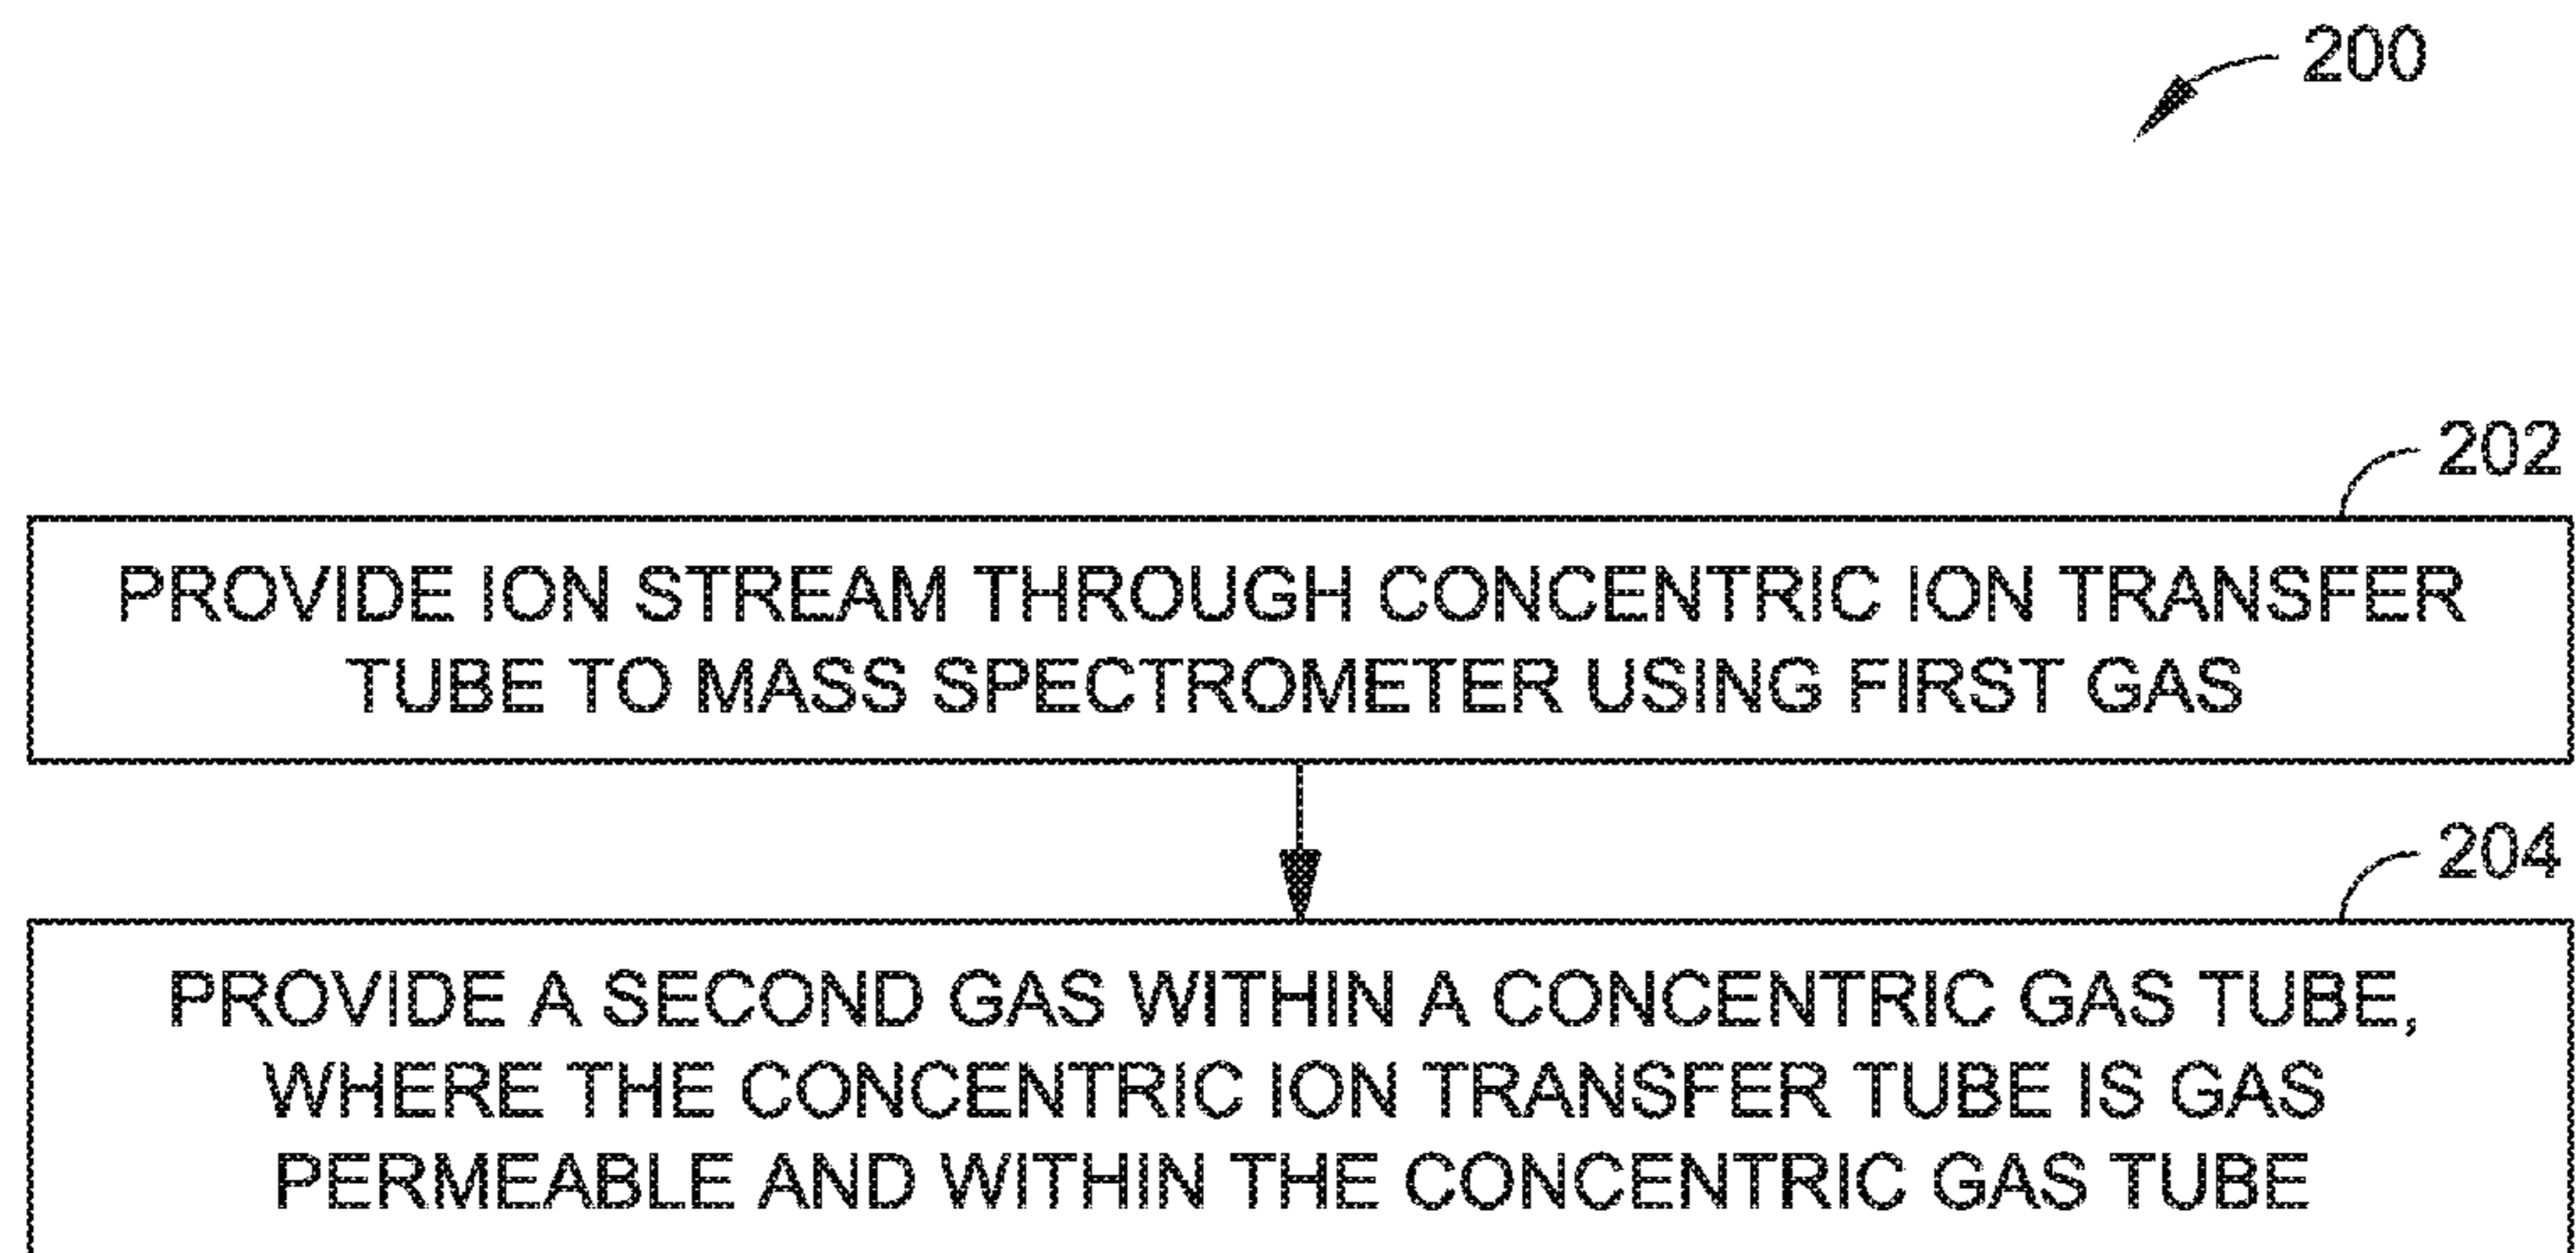 200
202
PROVIDE ION STREAM THROUGH CONCENTRIC ION TRANSFER
TUBE TO MASS SPECTROMETER USING FIRST GAS
204
PROVIDE A SECOND GAS WITHIN A CONCENTRIC GAS TUBE,
WHERE THE CONCENTRIC ION TRANSFER TUBE IS GAS
PERMEABLE AND WITHIN THE CONCENTRIC GAS TUBE